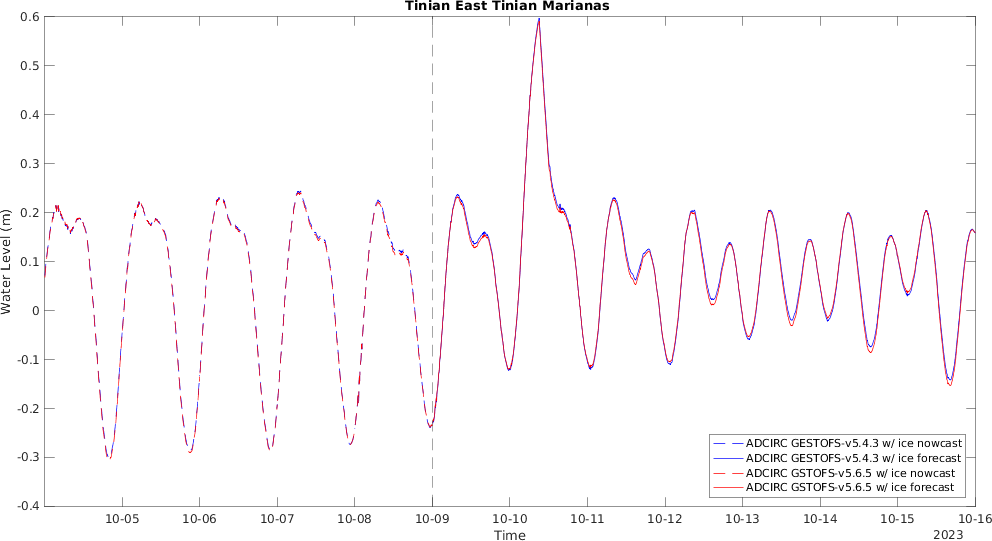 Tinian East Tinian Marianas
0.6
0.5
0.4
0.3
0.2
0.1
0
-0.1
-0.2
-0.3
-0.4
Water Level (m)
ADCIRC GESTOFS-v5.4.3 w/ ice nowcast
ADCIRC GESTOFS-v5.4.3 w/ ice forecast
ADCIRC GSTOFS-v5.6.5 w/ ice nowcast
ADCIRC GSTOFS-v5.6.5 w/ ice forecast
10-05 10-06 10-07 10-08 10-09 10-10 10-11 10-12 10-13 10-14 10-15 10-16
Time
2023